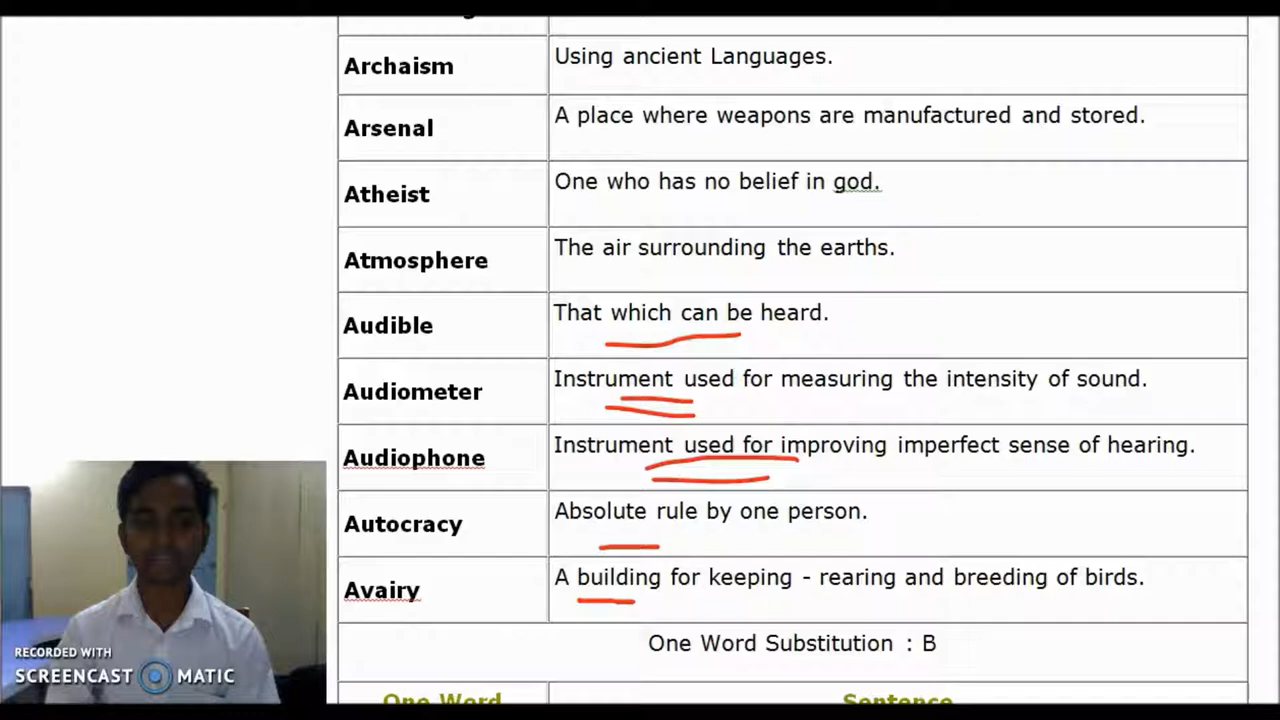 Archaism Using ancient Languages.
Arsenal A place where weapons are manufactured and stored.
Atheist One who has no belief in god.
Atmosphere The air surrounding the earths.
Audible That which can be heard.
Audiometer Instrument used for measuring the intensity of sound.
Audiophone Instrument used for improving imperfect sense of hearing.
Autocracy Absolute rule by one person.
Avairy A building for keeping - rearing and breeding of birds.
One Word Substitution : B
RECORDED WITH
SCREENCAST MATIC
One Word Sentence